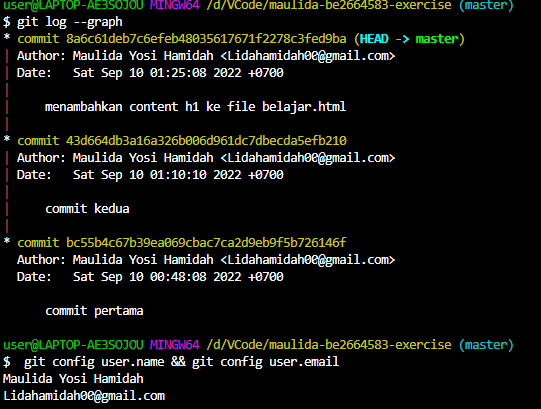 user@LAPTOP-AE3SOJOU MINGW64 /d/VCode/maulida-be2664583-exercise (master)
$ git log --graph
* commit 8a6c61deb7c6efeb48035617671f2278c3fed9ba (HEAD -> master)
| Author: Maulida Yosi Hamidah <Lidahamidah00@gmail.com>
| Date:   Sat Sep 10 01:25:08 2022 +0700
|
|     menambahkan content h1 ke file belajar.html
|
* commit 43d664db3a16a326b006d961dc7dbecda5efb210
| Author: Maulida Yosi Hamidah <Lidahamidah00@gmail.com>
| Date:   Sat Sep 10 01:10:10 2022 +0700
|
|     commit kedua
|
* commit bc55b4c67b39ea069cbac7ca2d9eb9f5b726146f
  Author: Maulida Yosi Hamidah <Lidahamidah00@gmail.com>
  Date:   Sat Sep 10 00:48:08 2022 +0700

      commit pertama

user@LAPTOP-AE3SOJOU MINGW64 /d/VCode/maulida-be2664583-exercise (master)
$  git config user.name && git config user.email
Maulida Yosi Hamidah
Lidahamidah00@gmail.com